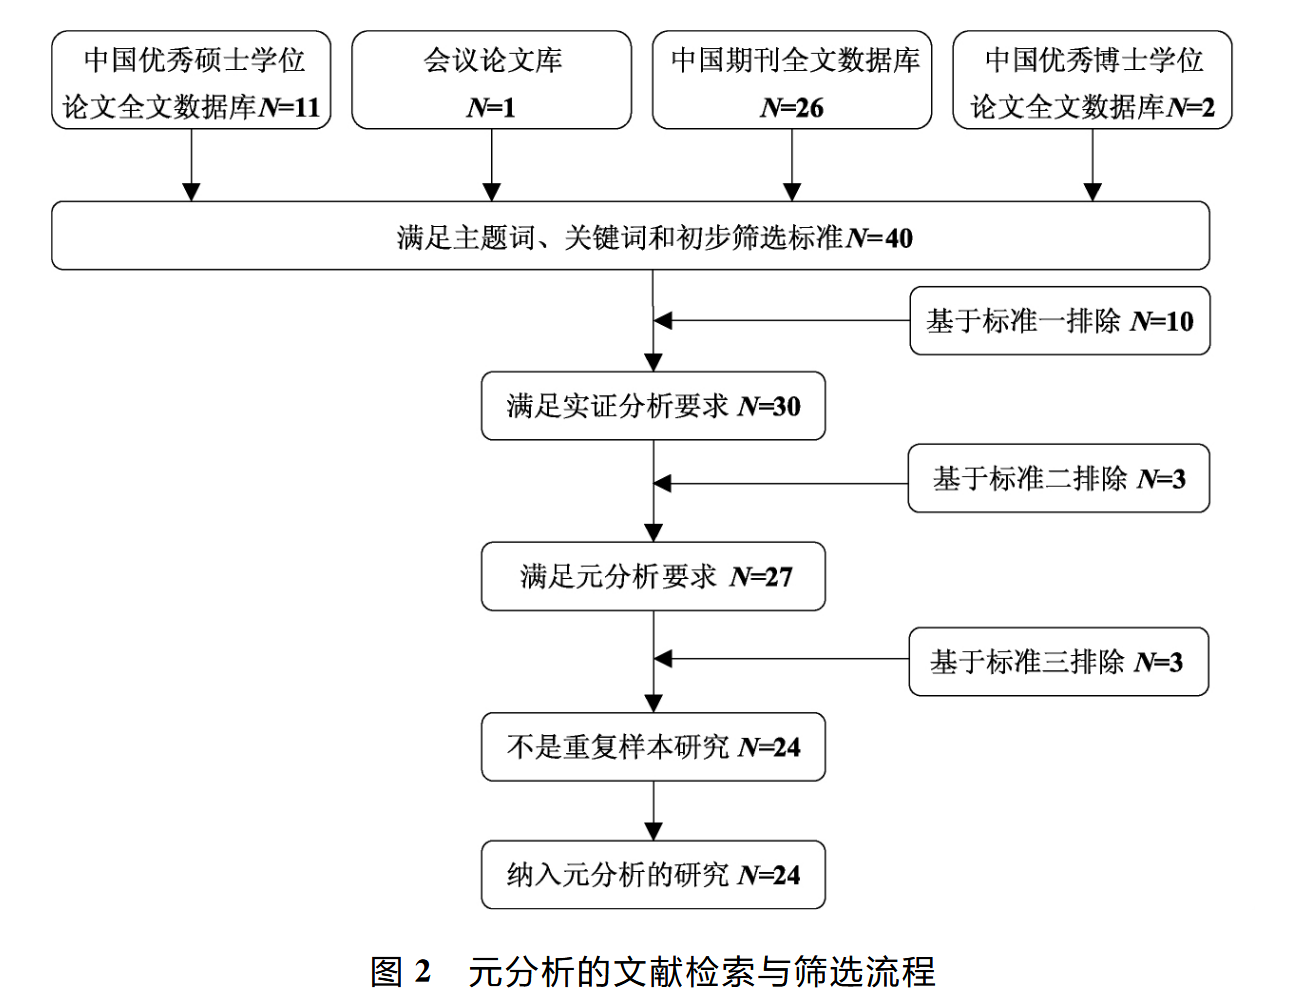 中国优秀硕士学位
论文全文数据库N=11
会议论文库
N=1
中国期刊全文数据库
N=26
中国优秀博士学位
论文全文数据库N=2
满足主题词、关键词和初步筛选标准N=40
基于标准一排除 N=10
满足实证分析要求 N=30
基于标准二排除 N=3
满足元分析要求 N=27
基于标准三排除 N=3
不是重复样本研究 N=24
纳入元分析的研究 N=24
图 2 元分析的文献检索与筛选流程